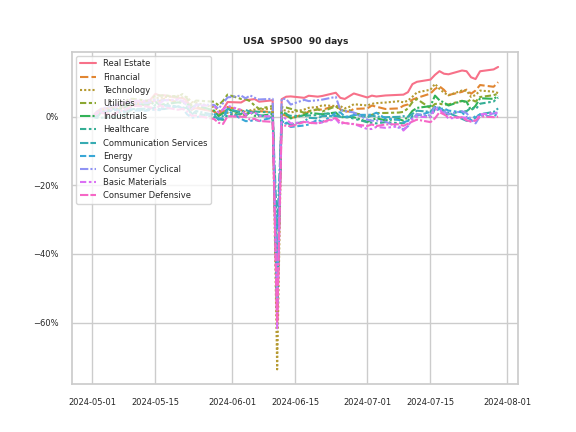 USA SP500 90 days
Real Estate
Financial
Technology
Utilities
Industrials
Healthcare
Communication Services
Energy
Consumer Cyclical
Basic Materials
Consumer Defensive
0%
−20%
−40%
−60%
2024-05-01 2024-05-15 2024-06-01 2024-06-15 2024-07-01 2024-07-15 2024-08-01